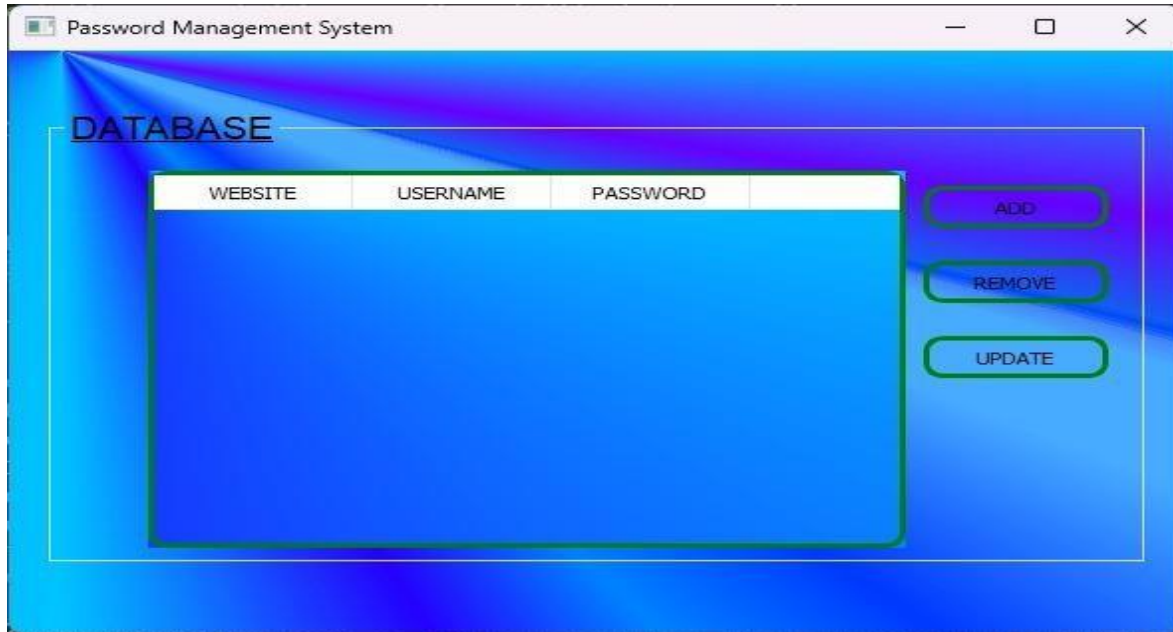 Password Management System
DATABASE
WEBSITE USERNAME PASSWORD
ADD
REMOVE
UPDATE